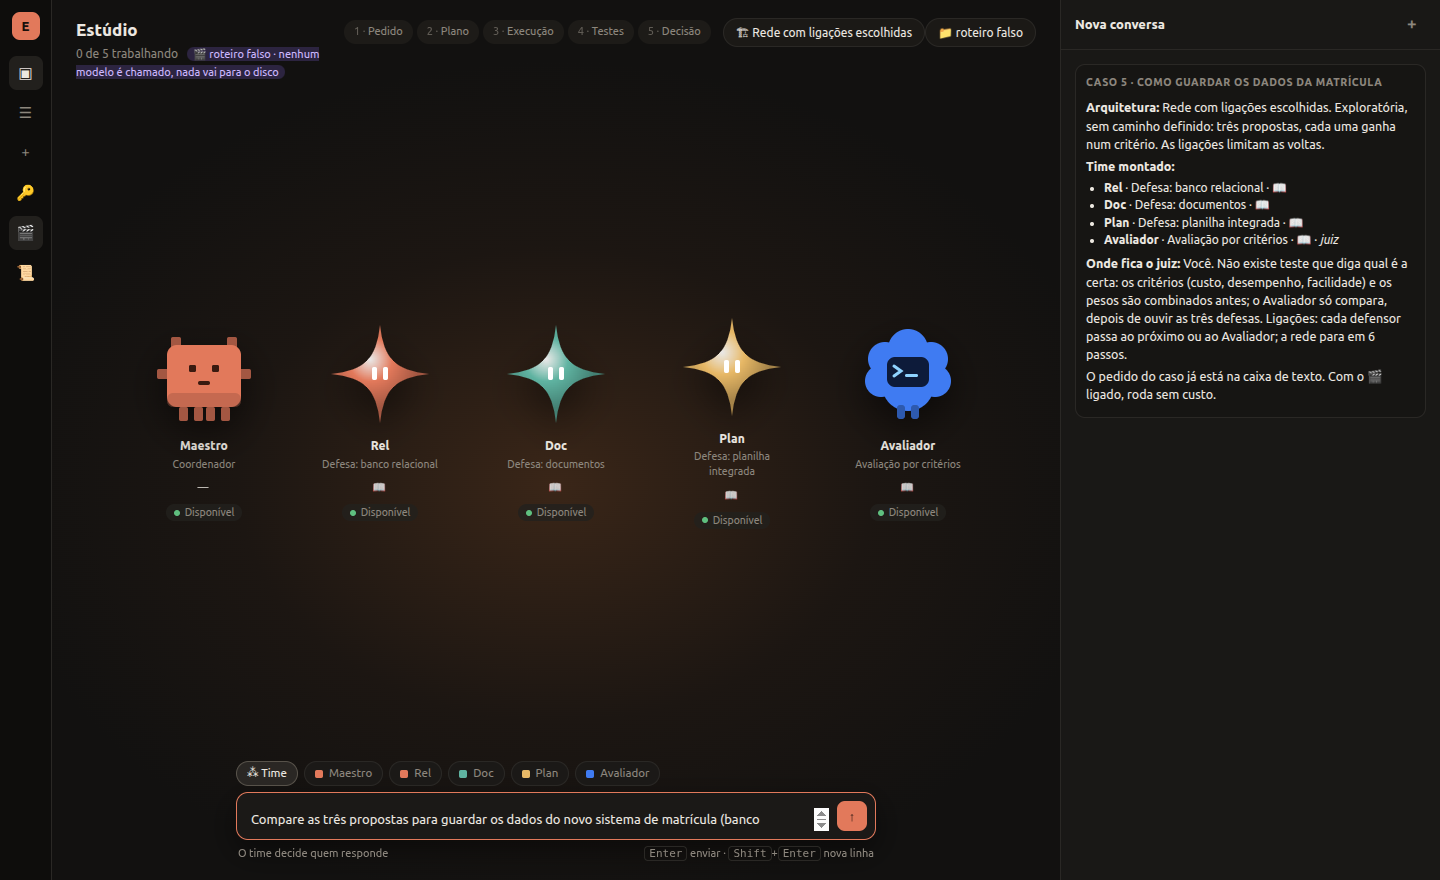 E
Estúdio
0 de 5 trabalhando 🎬 roteiro falso · nenhum
modelo é chamado, nada vai para o disco
1 · Pedido
2 · Plano
3 · Execução
4 · Testes
5 · Decisão
🏗 Rede com ligações escolhidas
📁 roteiro falso
Nova conversa
+
CASO 5 · COMO GUARDAR OS DADOS DA MATRÍCULA
Arquitetura: Rede com ligações escolhidas. Exploratória,
sem caminho definido: três propostas, cada uma ganha
num critério. As ligações limitam as voltas.
Time montado:
• Rel · Defesa: banco relacional · 📖
• Doc · Defesa: documentos · 📖
• Plan · Defesa: planilha integrada · 📖
• Avaliador · Avaliação por critérios · 📖 · juiz
Onde fica o juiz: Você. Não existe teste que diga qual é a
certa: os critérios (custo, desempenho, facilidade) e os
pesos são combinados antes; o Avaliador só compara,
depois de ouvir as três defesas. Ligações: cada defensor
passa ao próximo ou ao Avaliador; a rede para em 6
passos.
O pedido do caso já está na caixa de texto. Com o 🎬
ligado, roda sem custo.
Maestro
Coordenador
—
Disponível
Rel
Defesa: banco relacional
📖
Disponível
Doc
Defesa: documentos
📖
Disponível
Plan
Defesa: planilha
integrada
📖
Disponível
Avaliador
Avaliação por critérios
📖
Disponível
⁂ Time
Maestro
Rel
Doc
Plan
Avaliador
Compare as três propostas para guardar os dados do novo sistema de matrícula (banco
↑
O time decide quem responde
Enter enviar · Shift+Enter nova linha